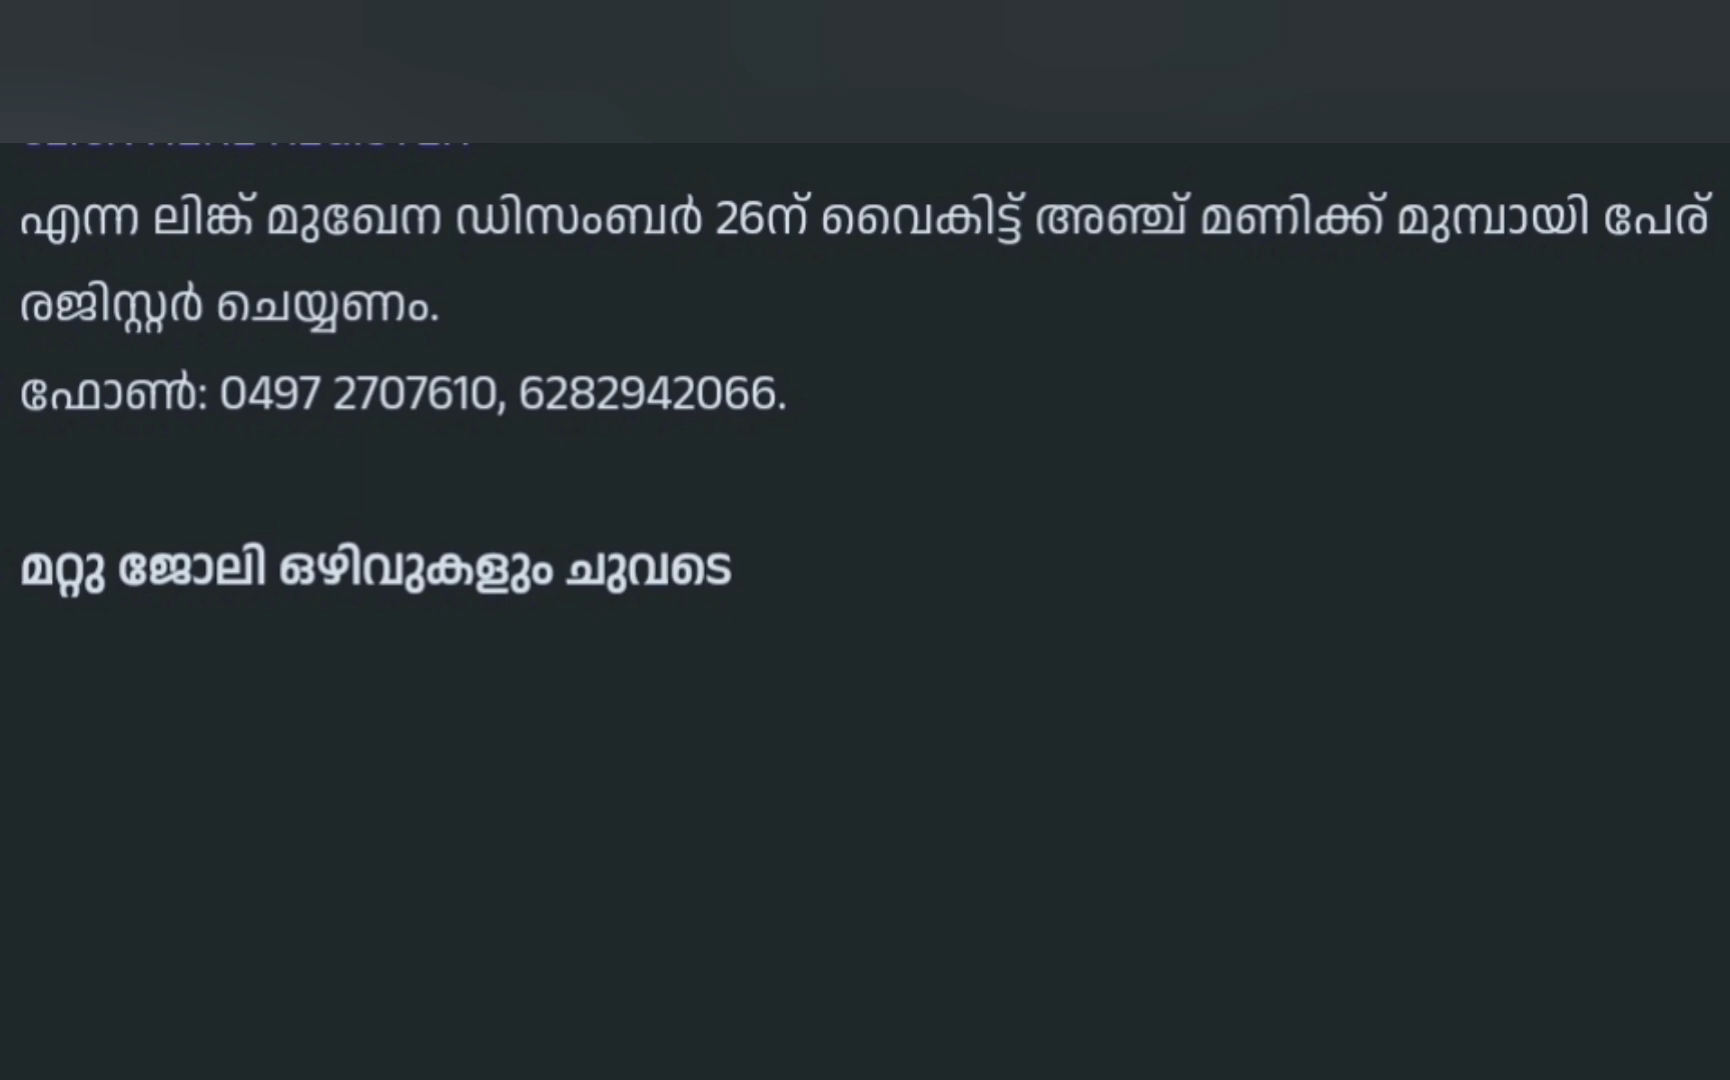 എന്ന ലിങ്ക് മുഖേന ഡിസംബർ 26ന് വൈകിട്ട് അഞ്ച് മണിക്ക് മുമ്പായി പേര്
രജിസ്റ്റർ ചെയ്യണം.
ഫോൺ: 0497 2707610, 6282942066.
മറ്റു ജോലി ഒഴിവുകളും ചുവടെ